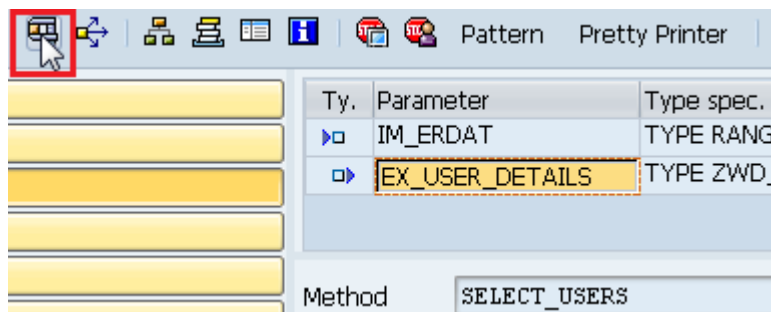 Pattern Pretty Printer
Ty. Parameter Type spec.
IM_ERDAT TYPE RANG
EX_USER_DETAILS TYPE ZWD_
Method SELECT_USERS